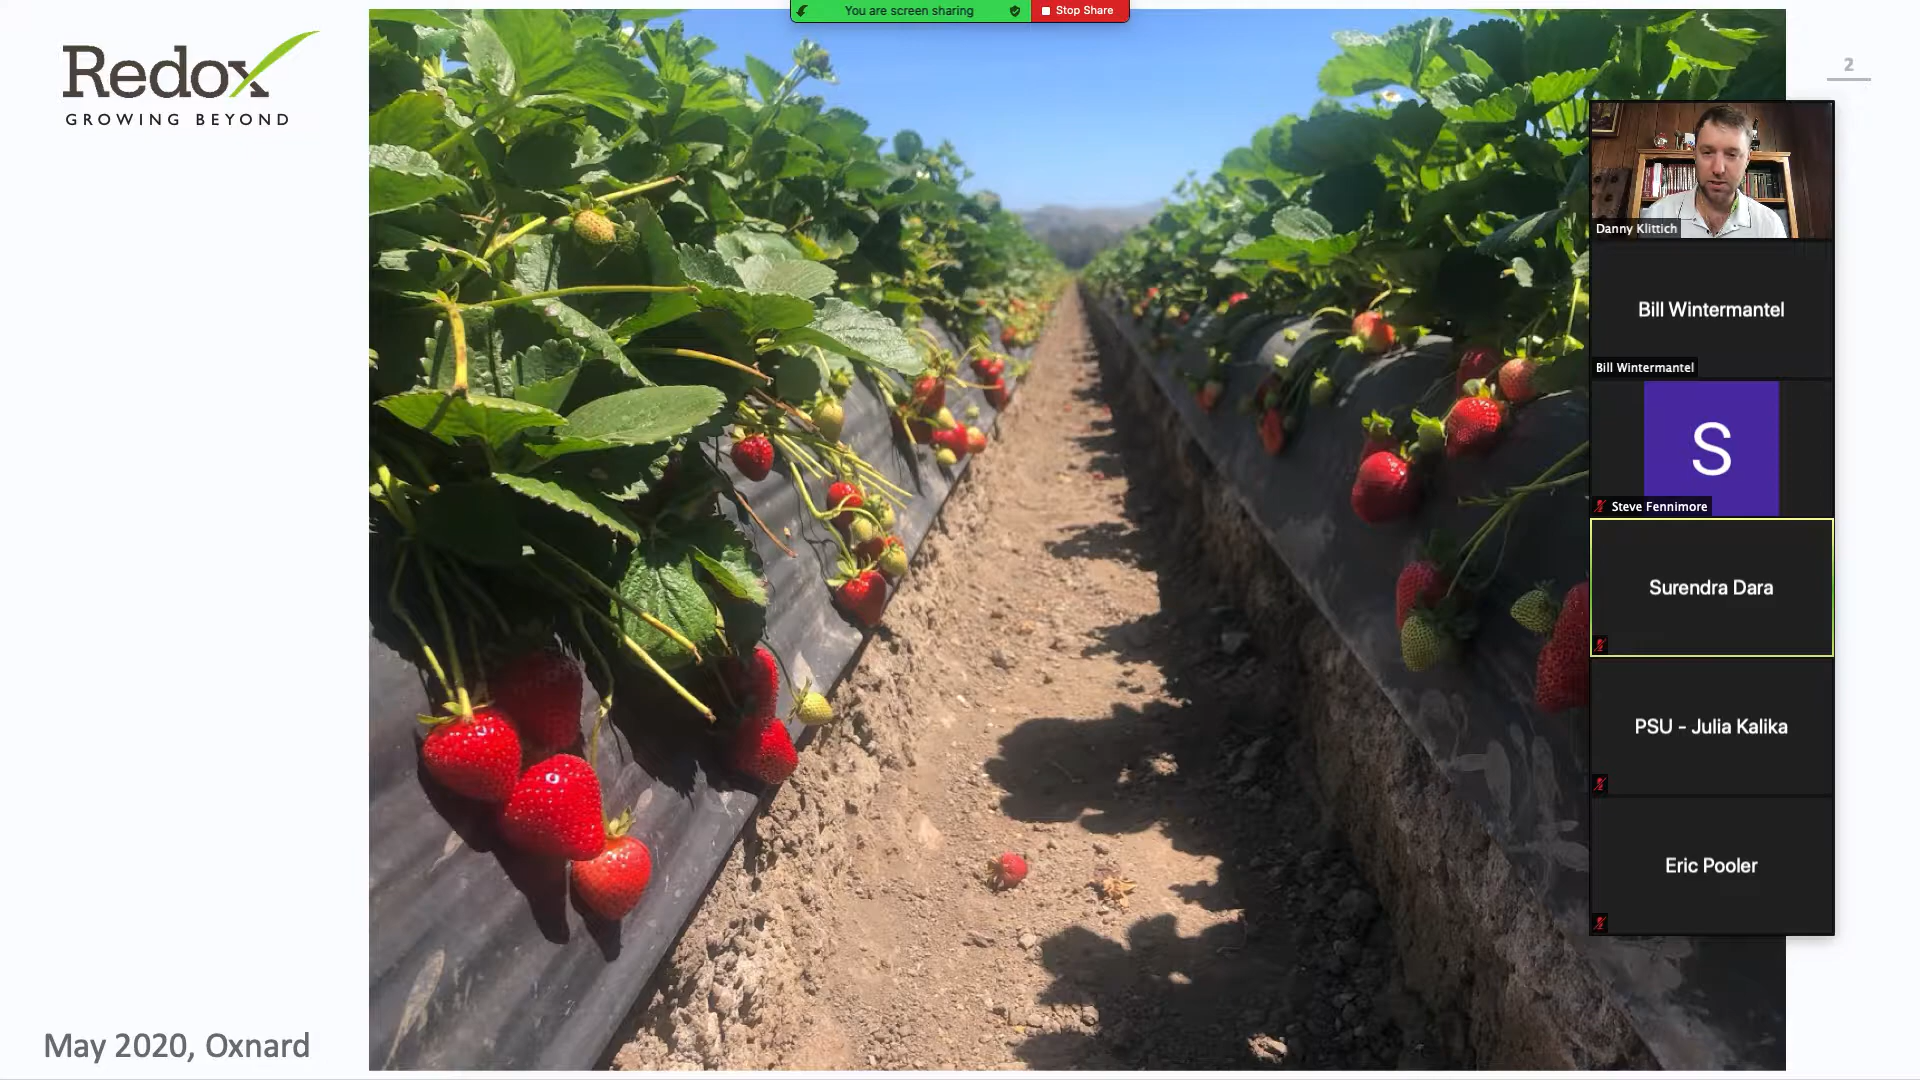 You are screen sharing
Stop Share
Redox
GROWING BEYOND
2
Danny Klittich
Bill Wintermantel
Bill Wintermantel
S
Steve Fennimore
Surendra Dara
PSU - Julia Kalika
Eric Pooler
May 2020, Oxnard